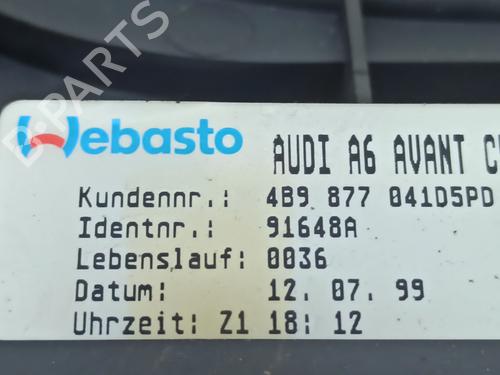 Webasto AUDI A6 AVANT
Kundennr.: 4B9 877 041D5PD
Identnr.: 91648A
Lebenslauf: 0036
Datum: 12. 07. 99
Uhrzeit: Z1 18: 12
B-PARTS